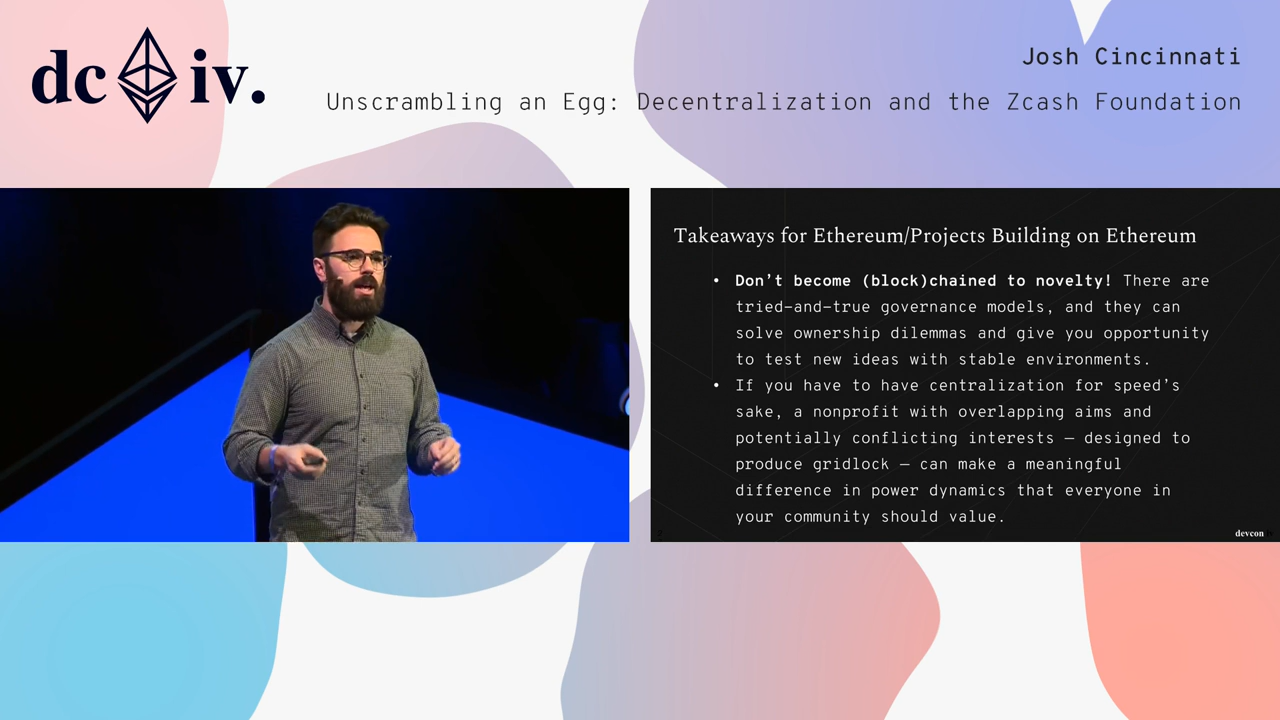 dc iv.
Josh Cincinnati
Unscrambling an Egg: Decentralization and the Zcash Foundation
Takeaways for Ethereum/Projects Building on Ethereum
• Don’t become (block)chained to novelty! There are
tried-and-true governance models, and they can
solve ownership dilemmas and give you opportunity
to test new ideas with stable environments.
• If you have to have centralization for speed’s
sake, a nonprofit with overlapping aims and
potentially conflicting interests — designed to
produce gridlock — can make a meaningful
difference in power dynamics that everyone in
your community should value.
devcon